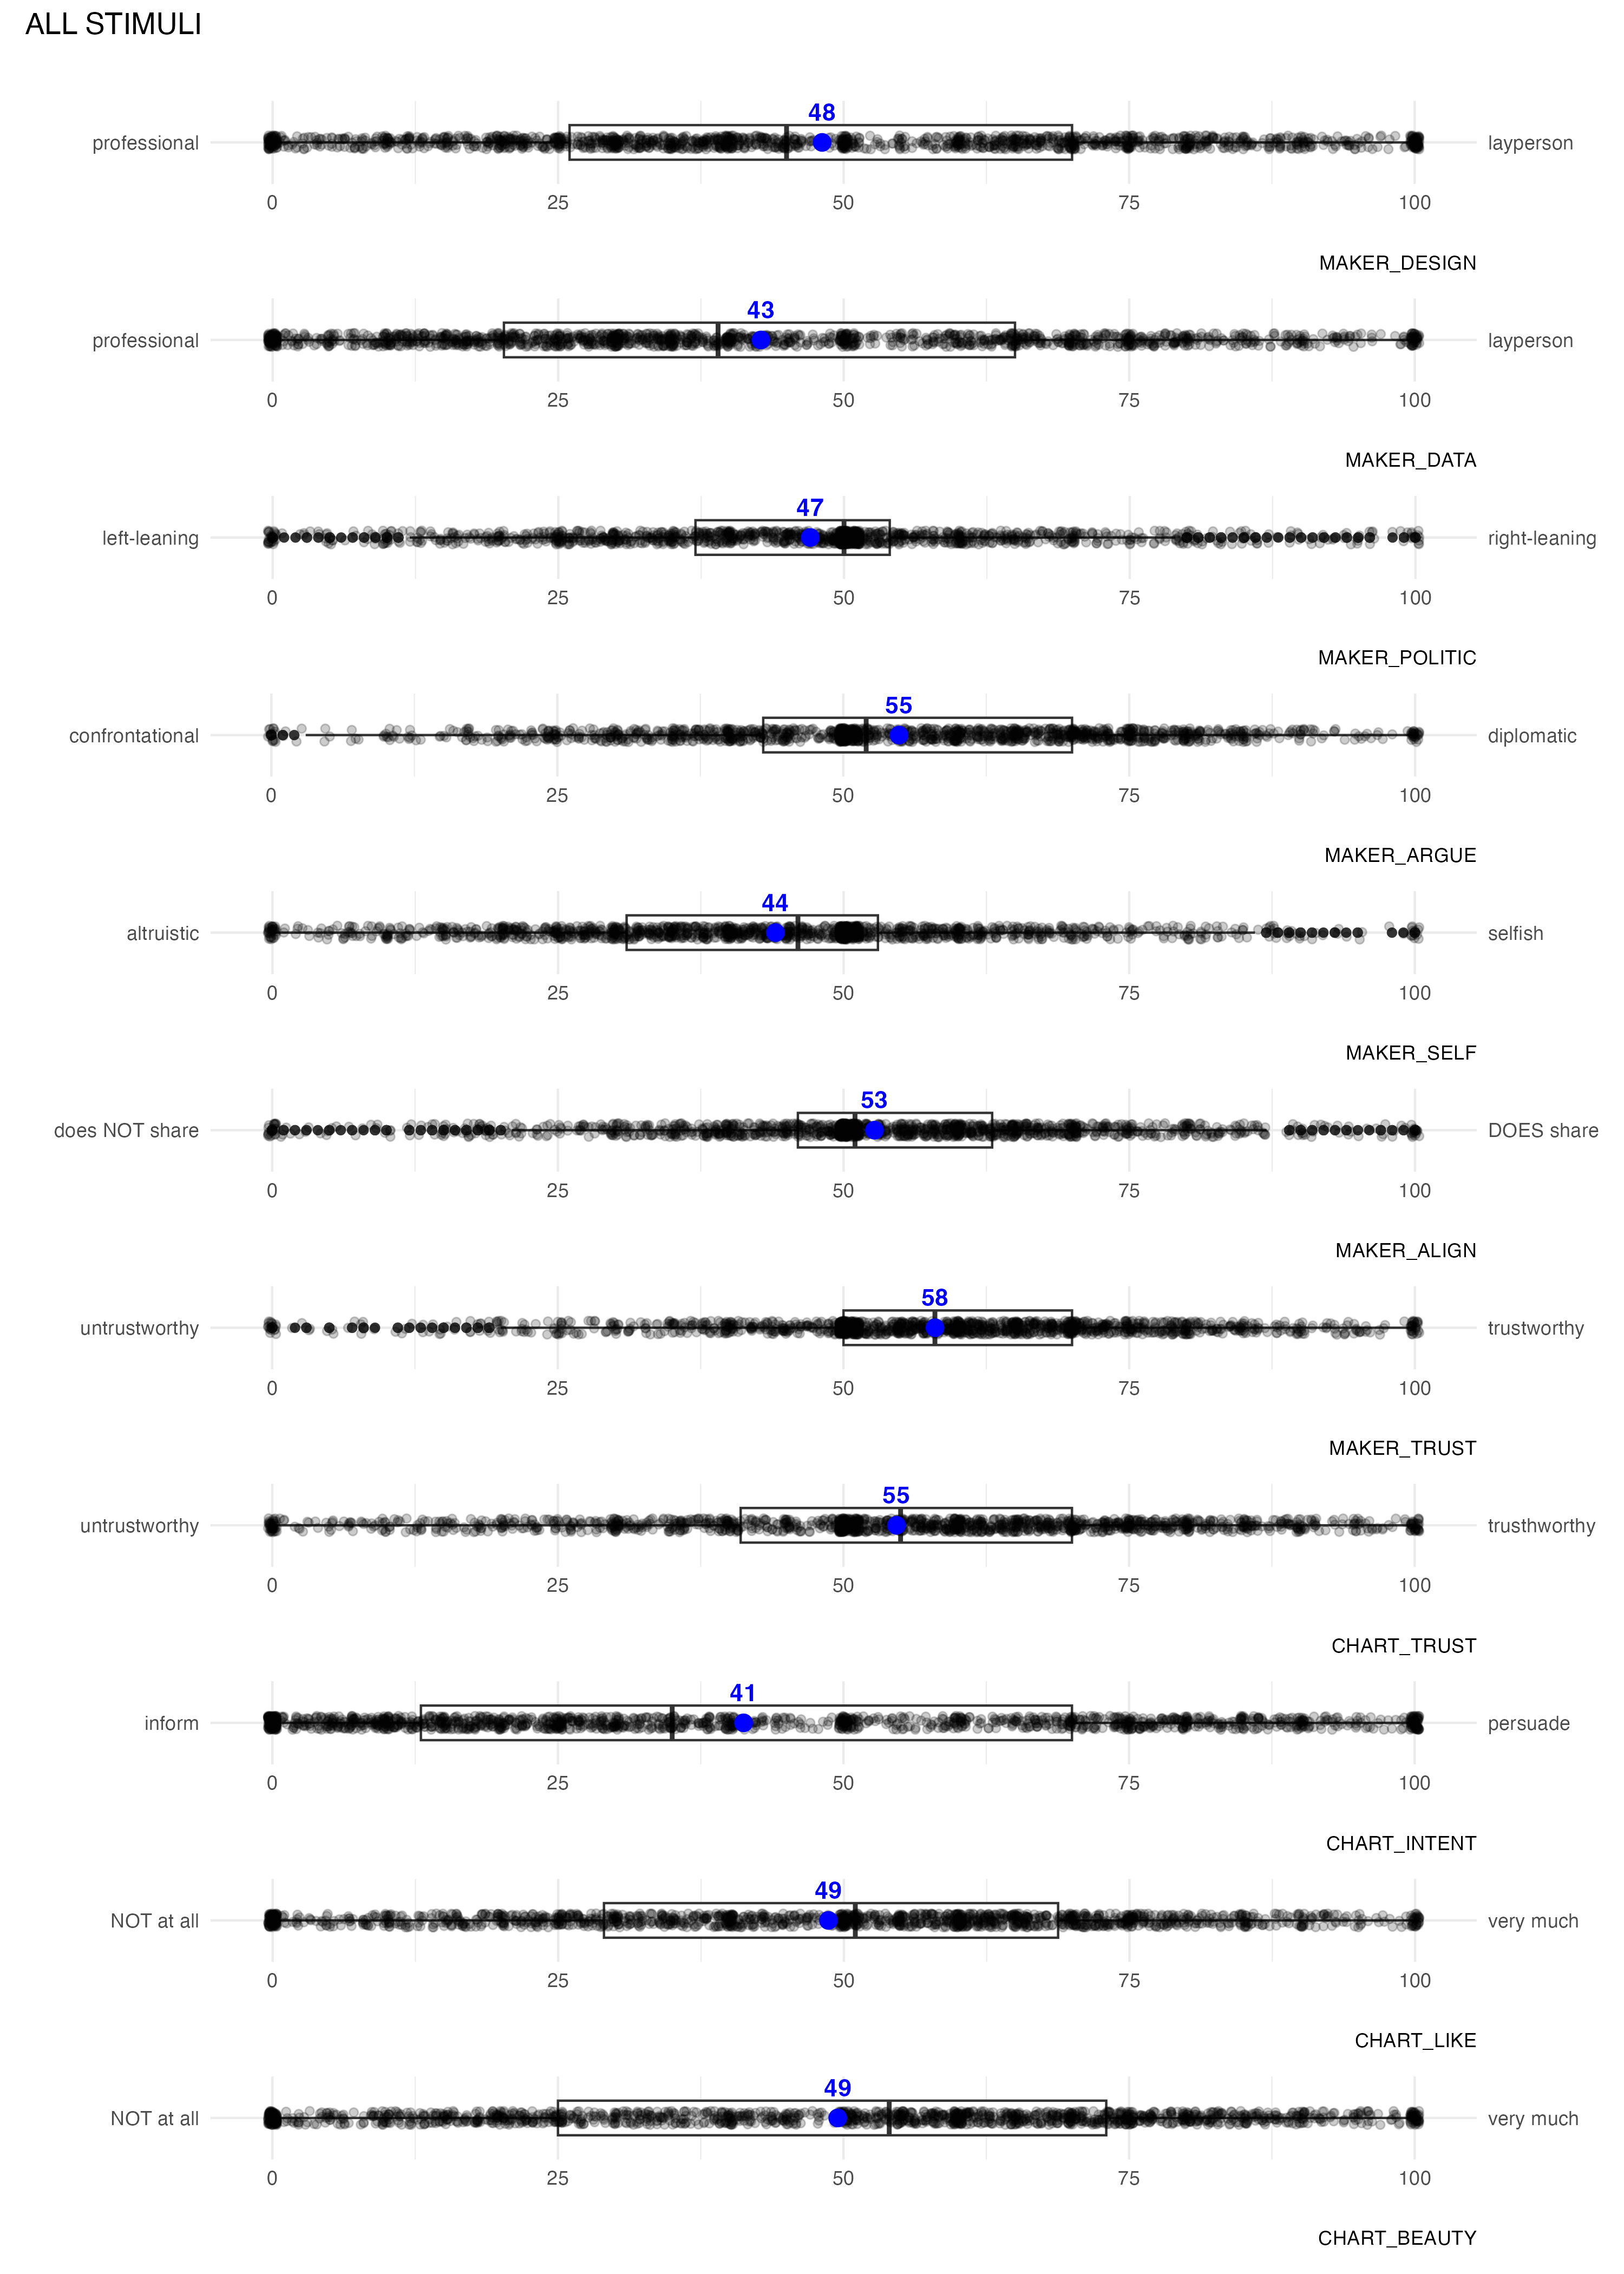 ALL STIMULI
48
professional layperson
0 25 50 75 100
MAKER_DESIGN
43
professional layperson
0 25 50 75 100
MAKER_DATA
47
left-leaning right-leaning
0 25 50 75 100
MAKER_POLITIC
55
confrontational diplomatic
0 25 50 75 100
MAKER_ARGUE
44
altruistic selfish
0 25 50 75 100
MAKER_SELF
53
does NOT share DOES share
0 25 50 75 100
MAKER_ALIGN
58
untrustworthy trustworthy
0 25 50 75 100
MAKER_TRUST
55
untrustworthy trusthworthy
0 25 50 75 100
CHART_TRUST
41
inform persuade
0 25 50 75 100
CHART_INTENT
49
NOT at all very much
0 25 50 75 100
CHART_LIKE
49
NOT at all very much
0 25 50 75 100
CHART_BEAUTY